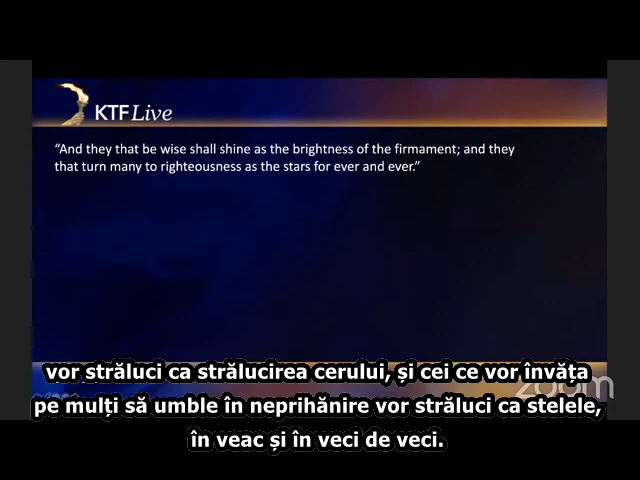 KTF Live
“And they that be wise shall shine as the brightness of the firmament; and they
that turn many to righteousness as the stars for ever and ever.”
vor străluci ca strălucirea cerului, și cei ce vor învăța
zoom
pe mulți să umble în neprihănire vor străluci ca stelele,
în veac și în veci de veci.